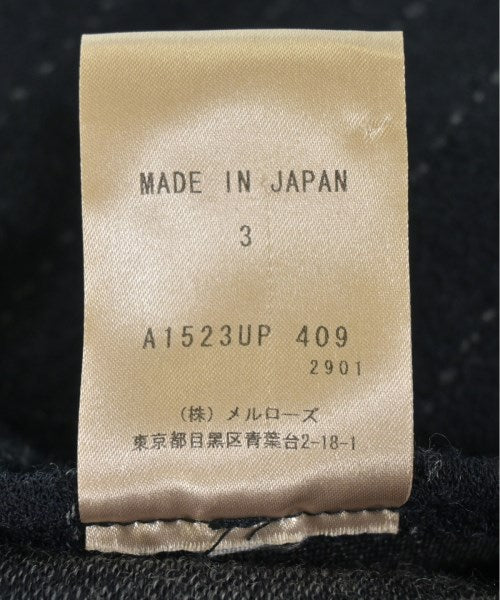 MADE IN JAPAN
3
A1523UP 409
2901
(株) メルローズ
東京都目黒区青葉台2-18-1